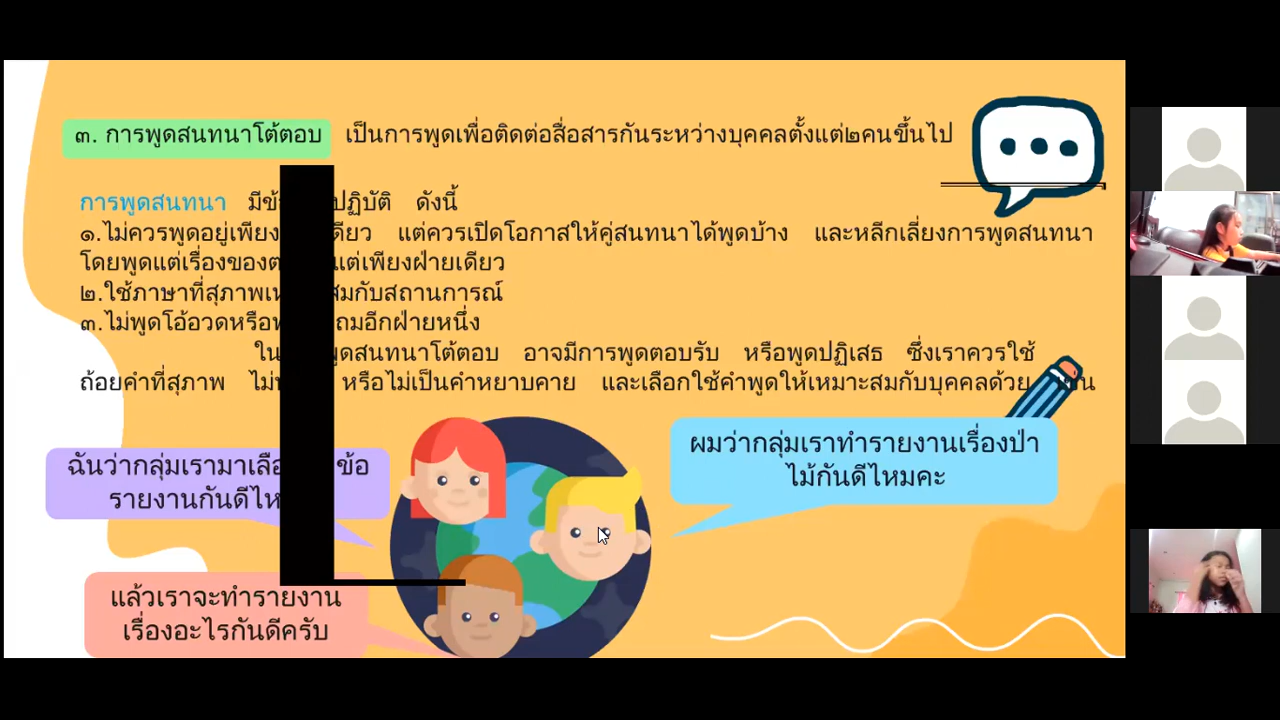 ๓. การพูดสนทนาโต้ตอบ เป็นการพูดเพื่อติดต่อสื่อสารกันระหว่างบุคคลตั้งแต่๒คนขึ้นไป
การพูดสนทนา ปฏิบัติ ดังนี้
๑.ไม่ควรพูดอยู่เพียง เดียว แต่ควรเปิดโอกาสให้คู่สนทนาได้พูดบ้าง และหลีกเลี่ยงการพูดสนทนา
โดยพูดแต่เรื่องของ แต่เพียงฝ่ายเดียว
๒.ใช้ภาษาที่สุภาพ สมกับสถานการณ์
๓.ไม่พูดโอ้อวดหรือ ถมอีกฝ่ายหนึ่ง
ใน พูดสนทนาโต้ตอบ อาจมีการพูดตอบรับ หรือพูดปฏิเสธ ซึ่งเราควรใช้
ถ้อยคำที่สุภาพ หรือไม่เป็นคำหยาบคาย และเลือกใช้คำพูดให้เหมาะสมกับบุคคลด้วย
ผมว่ากลุ่มเราทำรายงานเรื่องป่า
ไม้กันดีไหมคะ
ฉันว่ากลุ่มเรามา ข้อ
รายงานกันดี
แล้วเราจะทำรายงาน
เรื่องอะไรกันดีครับ